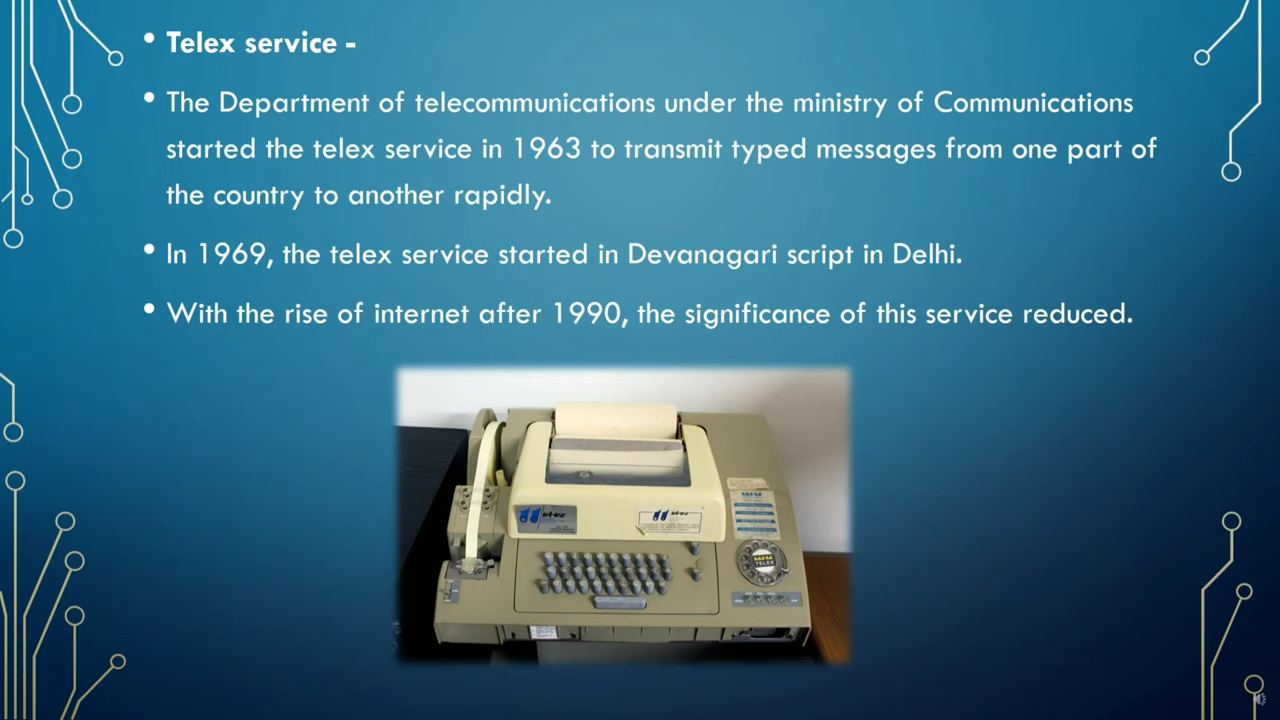 • Telex service -
• The Department of telecommunications under the ministry of Communications
started the telex service in 1963 to transmit typed messages from one part of
the country to another rapidly.
• In 1969, the telex service started in Devanagari script in Delhi.
• With the rise of internet after 1990, the significance of this service reduced.
TELEX